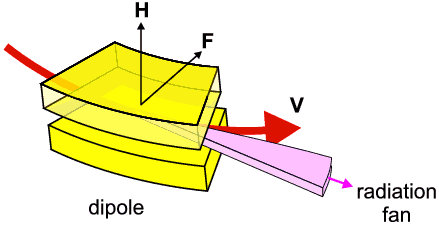 H
F
V
dipole
radiation
fan